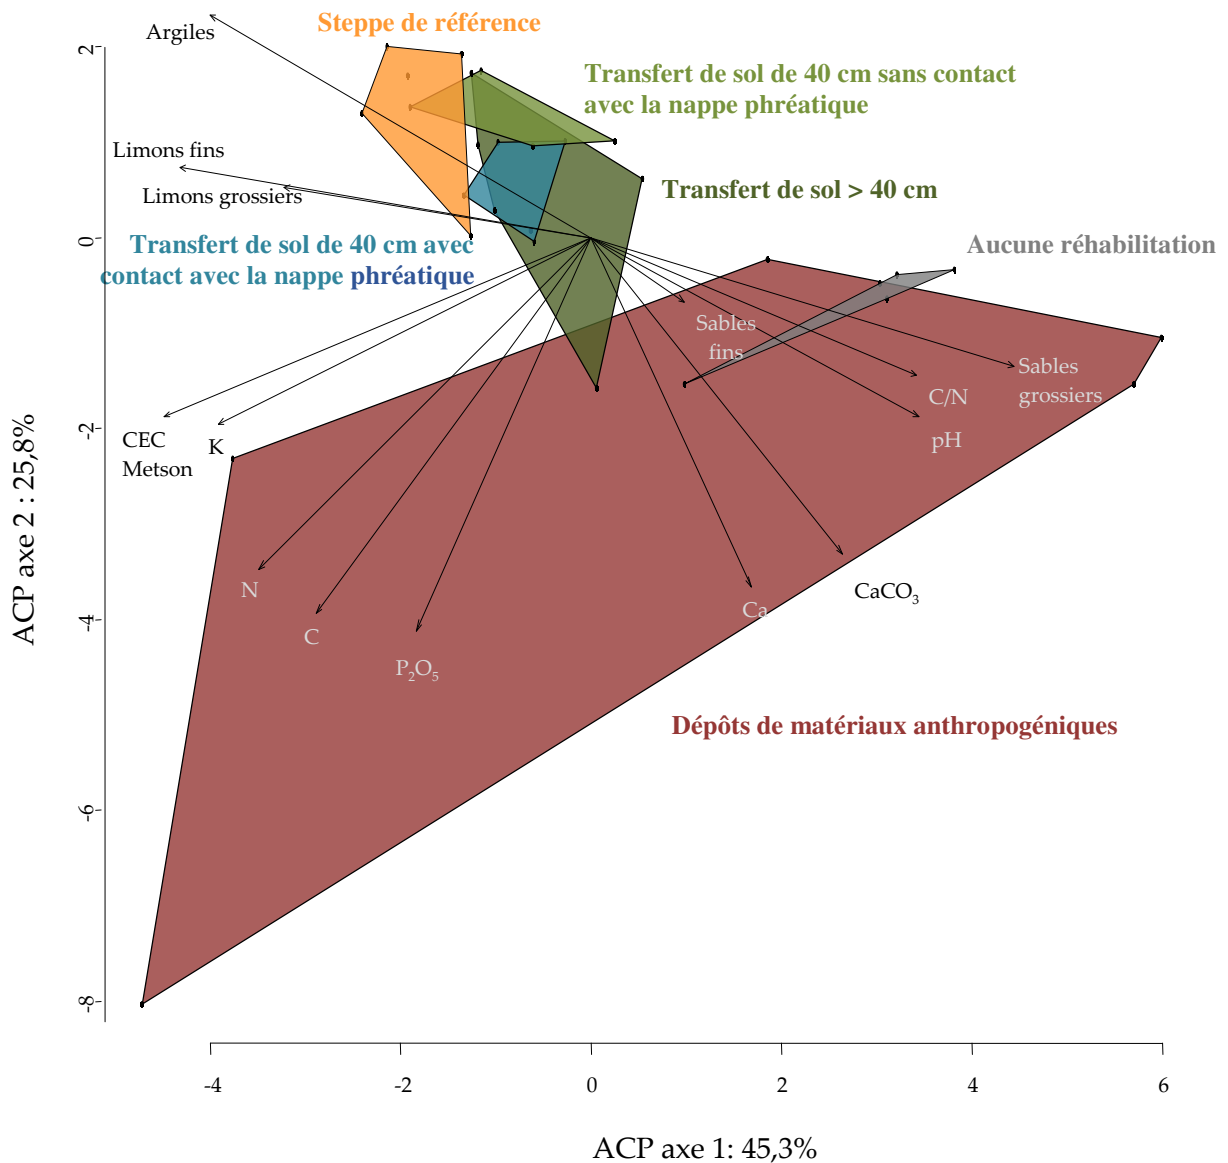 Steppe de référence
Argiles
Transfert de sol de 40 cm sans contact
avec la nappe phréatique
Limons fins
Limons grossiers
Transfert de sol > 40 cm
Transfert de sol de 40 cm avec
contact avec la nappe phréatique
Aucune réhabilitation
Sables
fins
Sables
grossiers
C/N
pH
CEC
Metson
K
N
C
P₂O₅
Ca
CaCO₃
Dépôts de matériaux anthropogéniques
2
0
-2
-4
-6
-8
ACP axe 2 : 25,8%
-4 -2 0 2 4 6
ACP axe 1: 45,3%